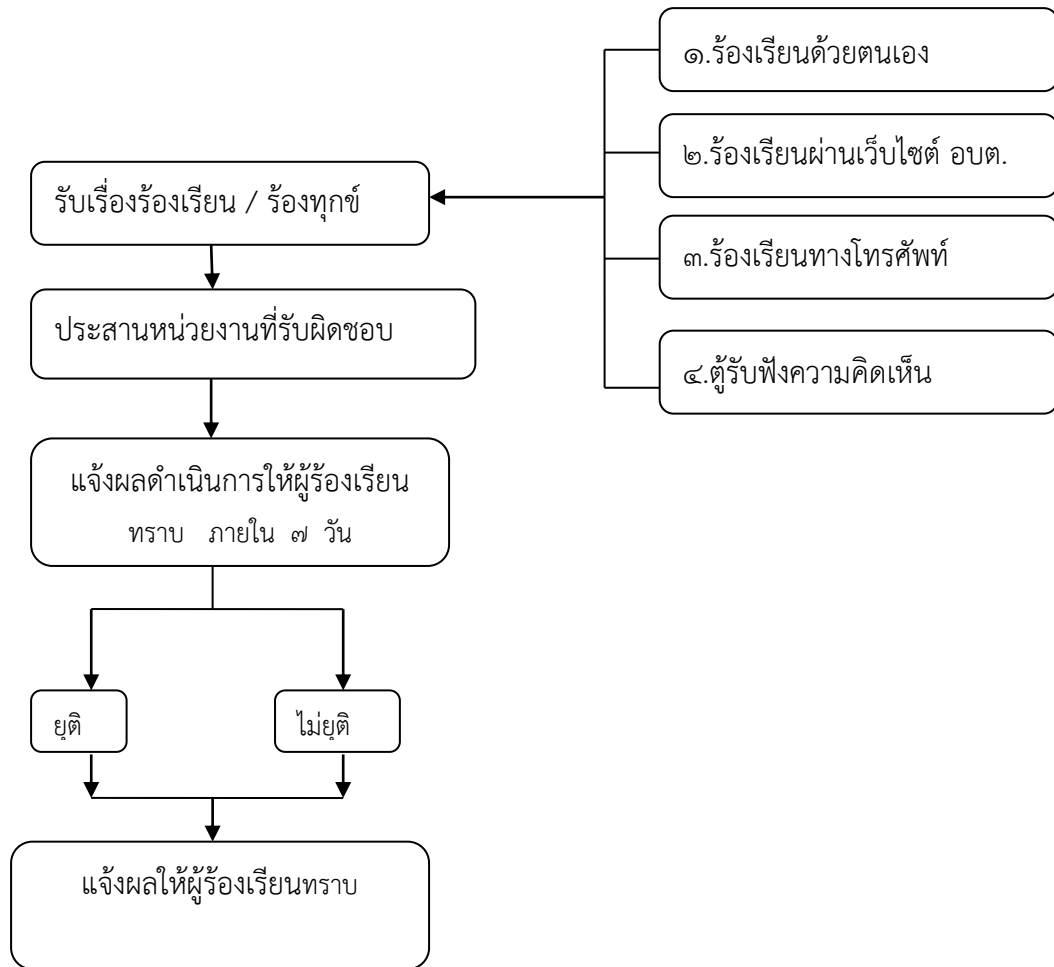 ๑.ร้องเรียนด้วยตนเอง
๒.ร้องเรียนผ่านเว็บไซต์ อบต.
รับเรื่องร้องเรียน / ร้องทุกข์
๓.ร้องเรียนทางโทรศัพท์
ประสานหน่วยงานที่รับผิดชอบ
๔.ตู้รับฟังความคิดเห็น
แจ้งผลดำเนินการให้ผู้ร้องเรียน
ทราบ ภายใน ๗ วัน
ยุติ
ไม่ยุติ
แจ้งผลให้ผู้ร้องเรียนทราบ